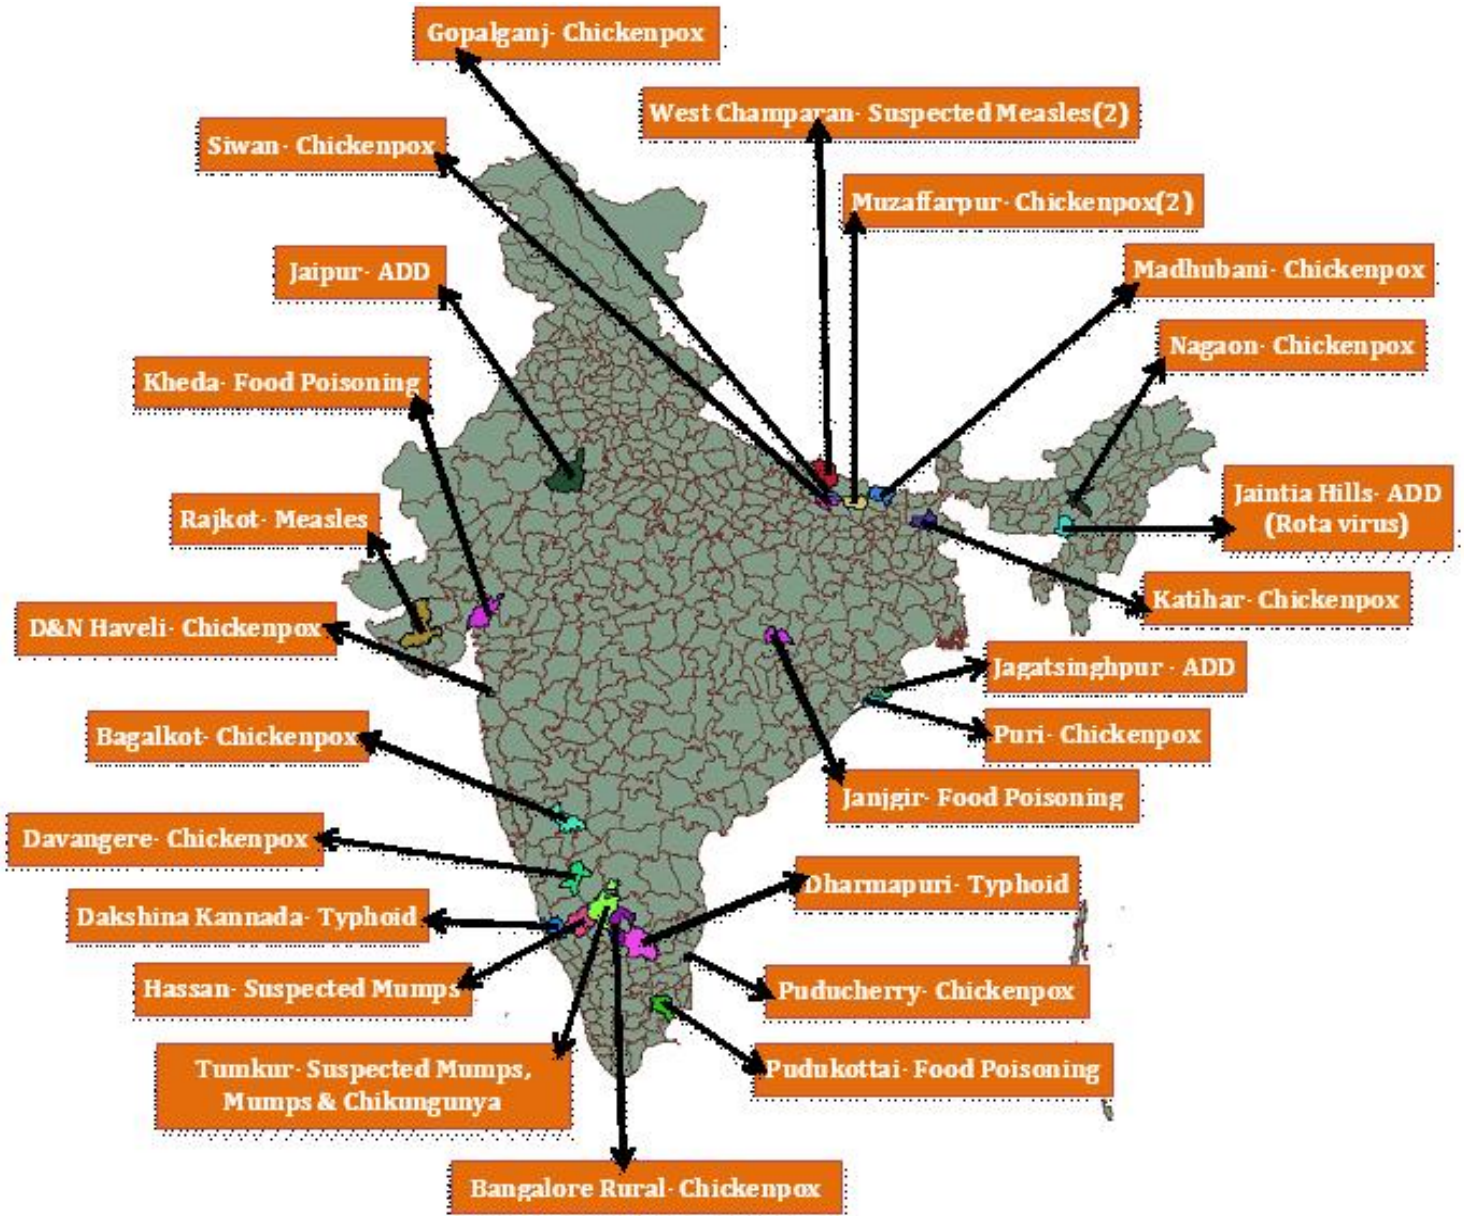 Gopalganj- Chickenpox
West Champaran- Suspected Measles(2)
Siwan- Chickenpox
Muzaffarpur- Chickenpox(2)
Jaipur- ADD
Madhubani- Chickenpox
Nagaon- Chickenpox
Kheda- Food Poisoning
Rajkot- Measles
Jaintia Hills- ADD
(Rota virus)
Katihar- Chickenpox
D&N Haveli- Chickenpox
Jagatsinghpur - ADD
Bagalkot- Chickenpox
Puri- Chickenpox
Janjgir- Food Poisoning
Davangere- Chickenpox
Dharmapuri- Typhoid
Dakshina Kannada- Typhoid
Hassan- Suspected Mumps
Puducherry- Chickenpox
Tumkur- Suspected Mumps,
Mumps & Chikungunya
Pudukottai- Food Poisoning
Bangalore Rural- Chickenpox